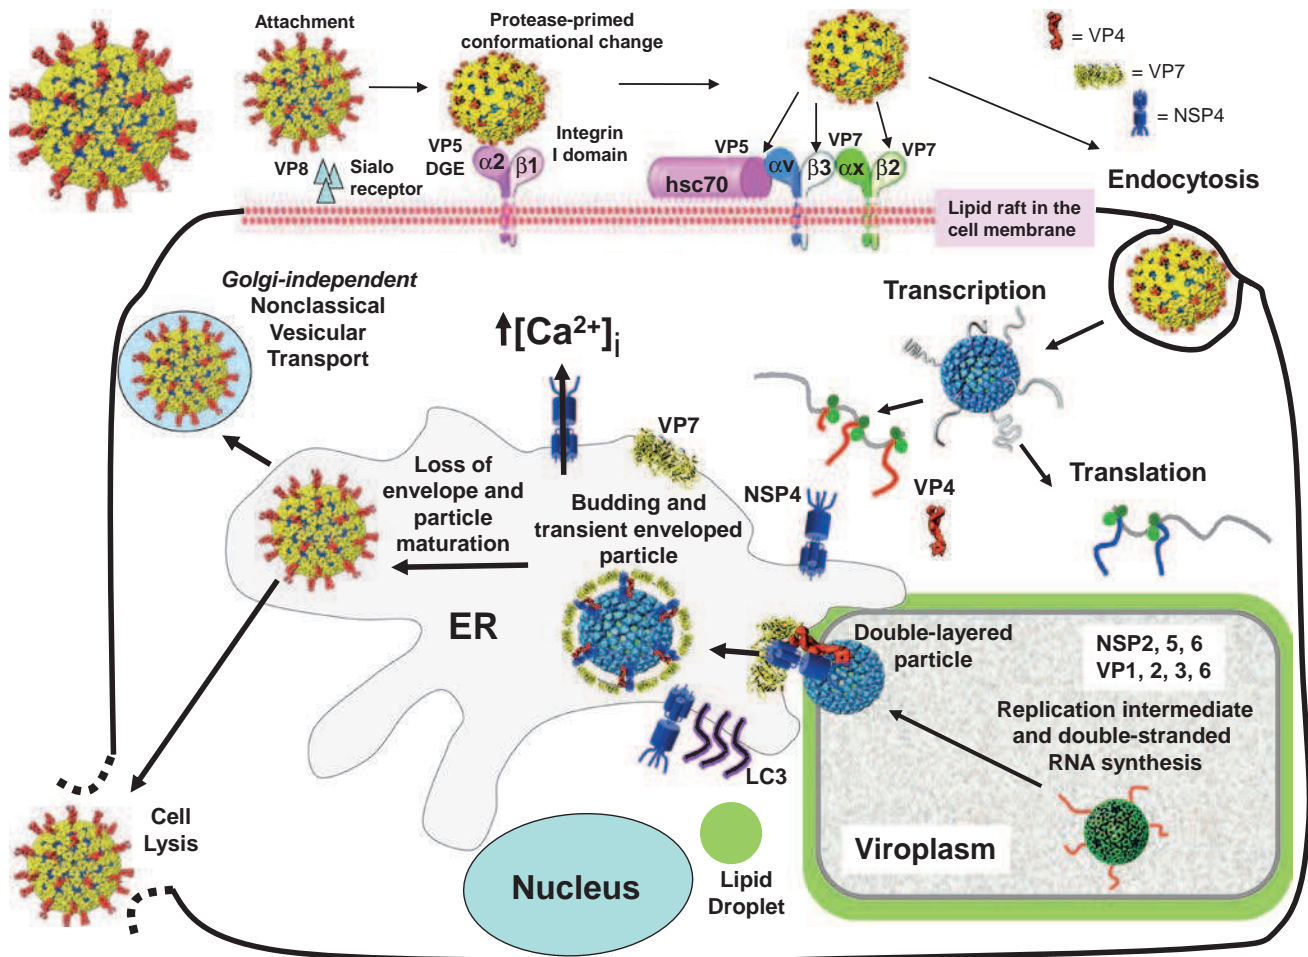 Attachment
Protease-primed
conformational change
= VP4
= VP7
= NSP4
VP8
Sialo
receptor
VP5
DGE
α2
β1
Integrin
I domain
VP5
hsc70
αV
β3
VP7
αx
β2
VP7
Endocytosis
Lipid raft in the
cell membrane
Golgi-independent
Nonclassical
Vesicular
Transport
[Ca2+]i
Transcription
VP7
Loss of
envelope and
particle
maturation
Budding and
transient enveloped
particle
NSP4
VP4
Translation
ER
Double-layered
particle
NSP2, 5, 6
VP1, 2, 3, 6
Replication intermediate
and double-stranded
RNA synthesis
LC3
Cell
Lysis
Viroplasm
Nucleus
Lipid
Droplet